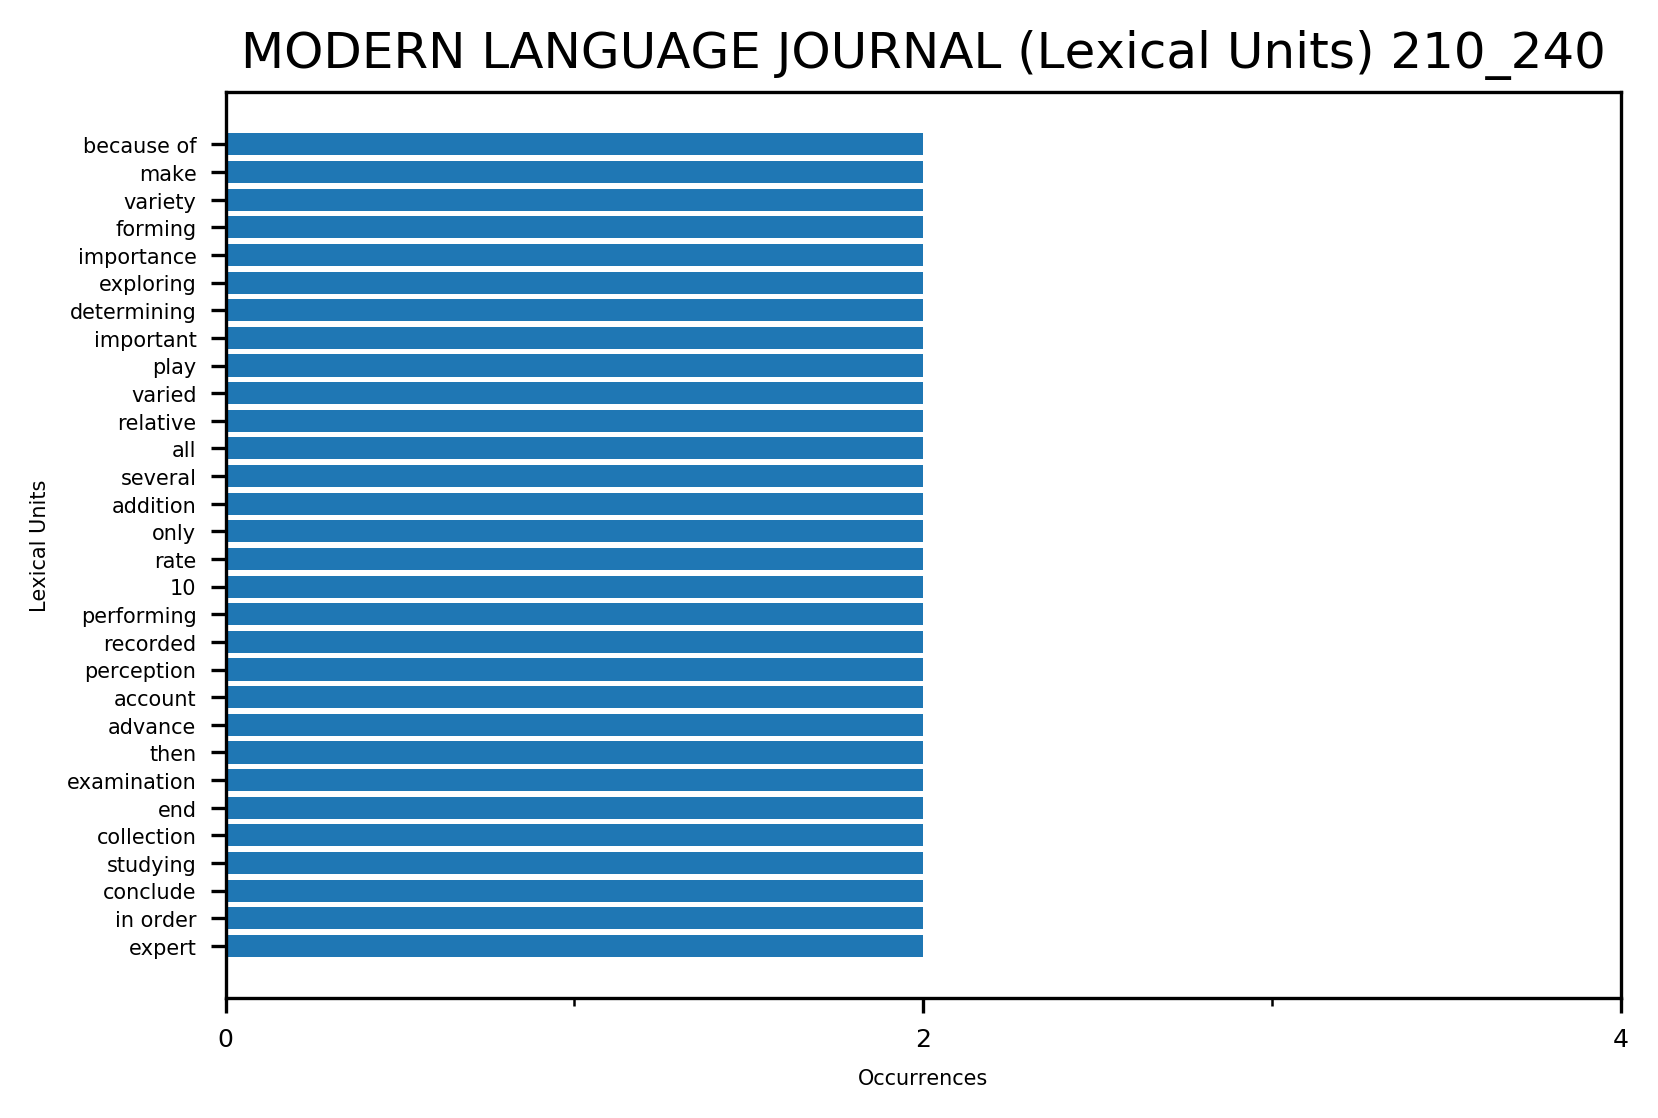 MODERN LANGUAGE JOURNAL (Lexical Units) 210_240
because of
make
variety
forming
importance
exploring
determining
important
play
varied
relative
all
several
addition
only
rate
10
performing
recorded
perception
account
advance
then
examination
end
collection
studying
conclude
in order
expert
Lexical Units
0 2 4
Occurrences